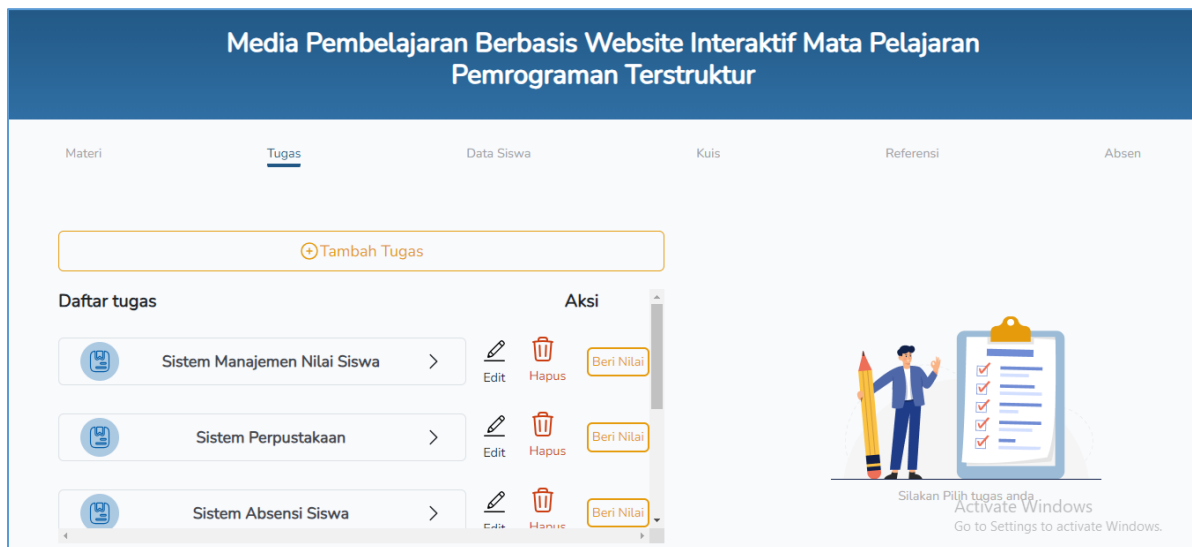 Media Pembelajaran Berbasis Website Interaktif Mata Pelajaran
Pemrograman Terstruktur
Materi
Tugas
Data Siswa
Kuis
Referensi
Absen
Tambah Tugas
Daftar tugas
Aksi
Sistem Manajemen Nilai Siswa
Edit
Hapus
Beri Nilai
Sistem Perpustakaan
Edit
Hapus
Beri Nilai
Sistem Absensi Siswa
Edit
Hapus
Beri Nilai
Silakan Pilih tugas anda
Activate Windows
Go to Settings to activate Windows.